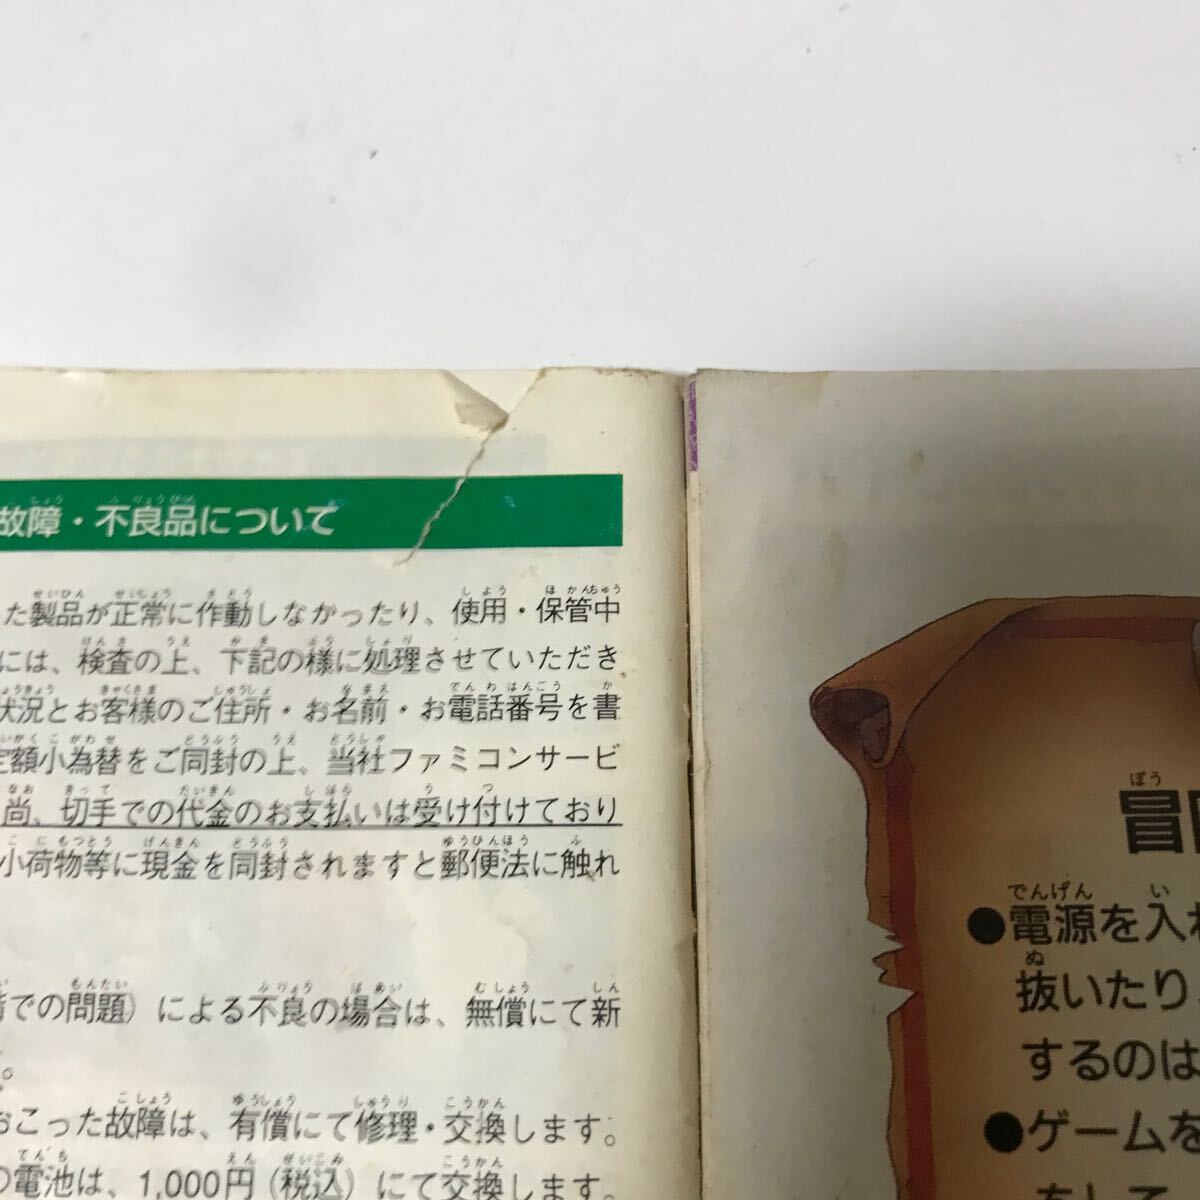 故障・不良品について
た製品が正常に作動しなかったり、使用・保管中
には、検査の上、下記の様に処理させていただき
状況とお客様のご住所・お名前・お電話番号を書
定額小為替をご同封の上、当社ファミコンサービ
尚、切手での代金のお支払いは受け付けており
小荷物等に現金を同封されますと郵便法に触れ
での問題)による不良の場合は、無償にて新
。
おこった故障は、有償にて修理・交換します。
の電池は、1,000円(税込)にて交換します。
冒
●電源を入れ
抜いたり
するのは
●ゲームを
をして